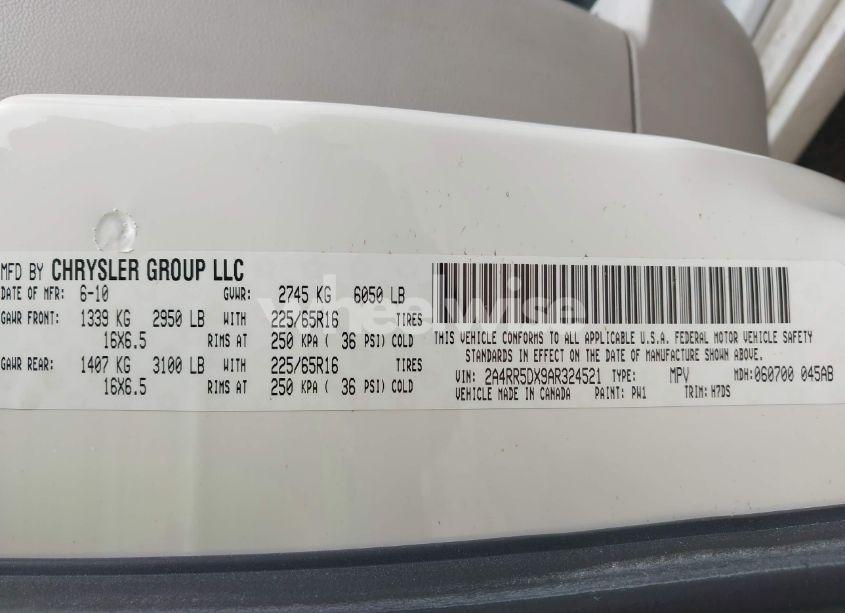 MFD BY CHRYSLER GROUP LLC
DATE OF MFR: 6-10 GVWR: 2745 KG 6050 LB
GAWR FRONT: 1339 KG 2950 LB WITH 225/65R16 TIRES
16X6.5 RIMS AT 250 KPA ( 36 PSI) COLD
GAWR REAR: 1407 KG 3100 LB WITH 225/65R16 TIRES
16X6.5 RIMS AT 250 KPA ( 36 PSI) COLD
THIS VEHICLE CONFORMS TO ALL APPLICABLE U.S.A. FEDERAL MOTOR VEHICLE SAFETY
STANDARDS IN EFFECT ON THE DATE OF MANUFACTURE SHOWN ABOVE.
VIN: 2A4RR5DX9AR324521 TYPE: MPV MDH: 060700 045AB
VEHICLE MADE IN CANADA PAINT: PW1 TRIM: H7DS
wheelwise